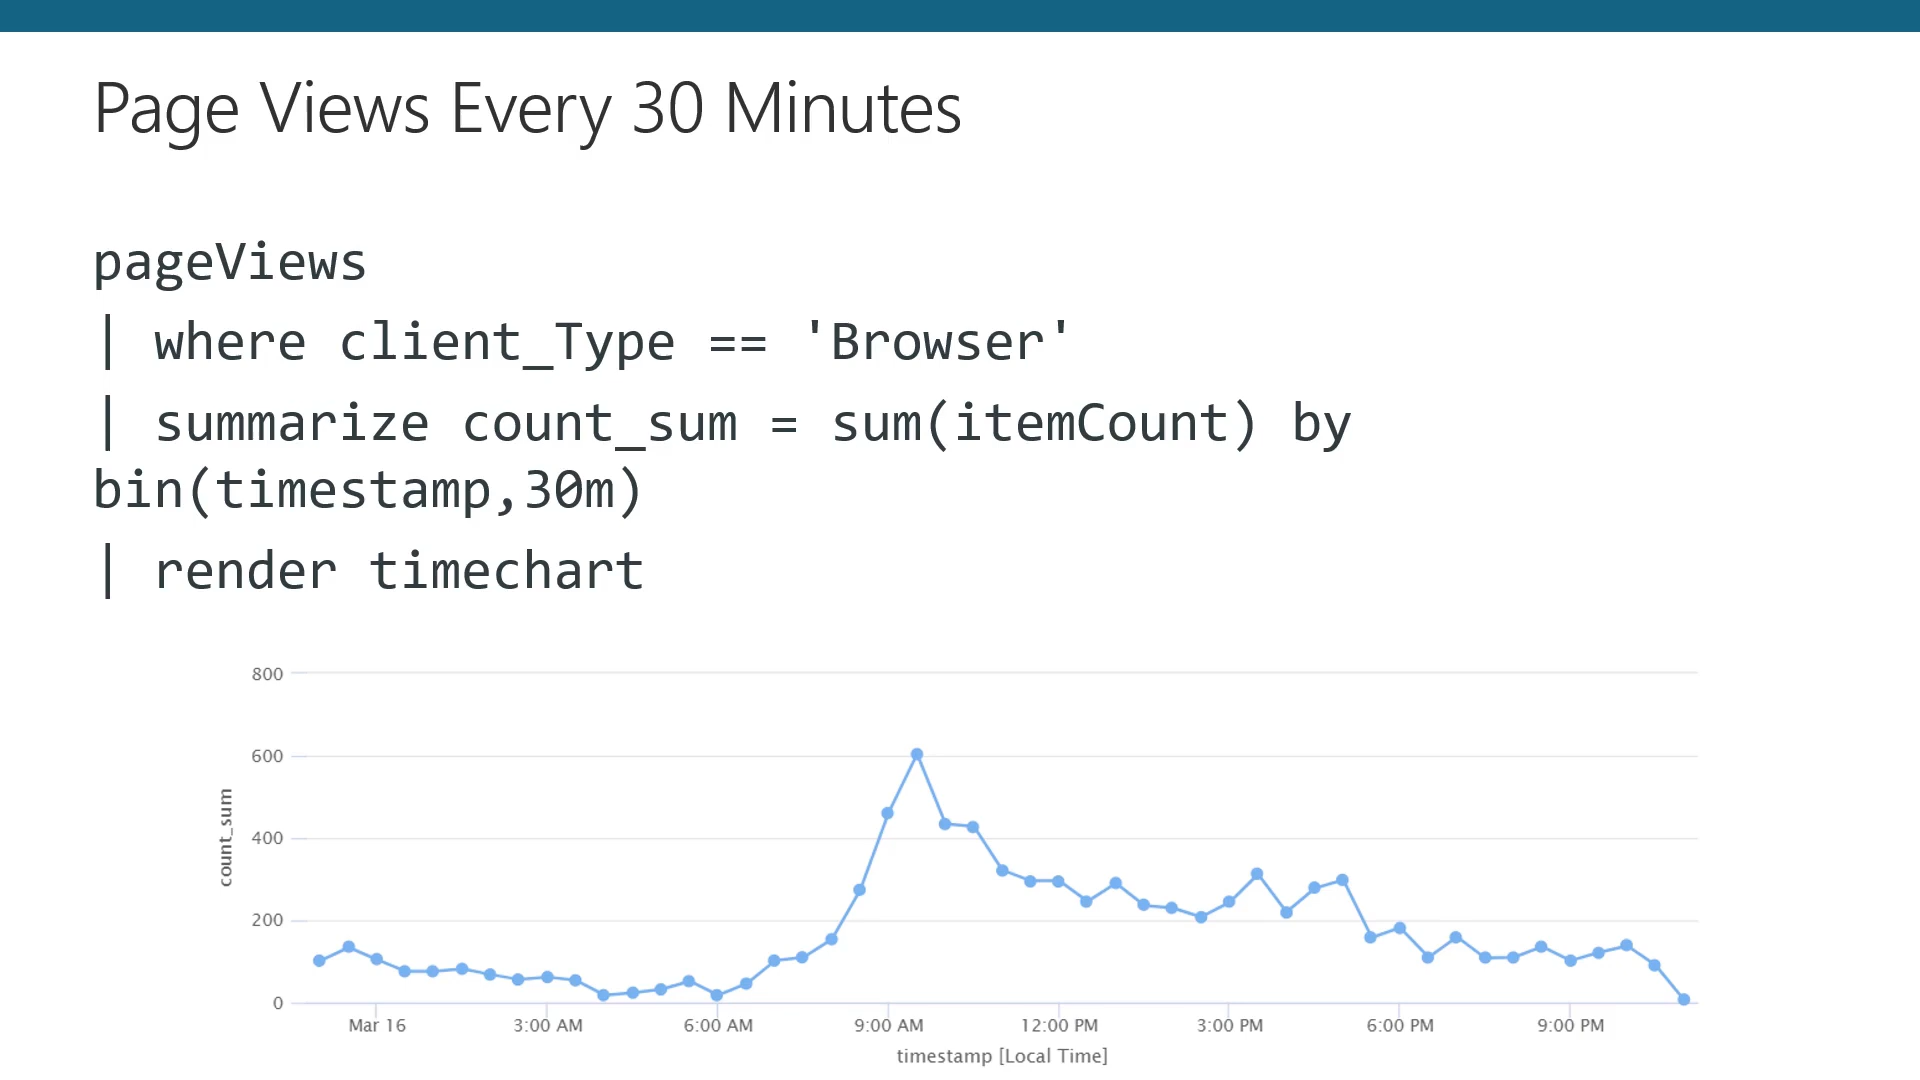 Page Views Every 30 Minutes
pageViews
| where client_Type == 'Browser'
| summarize count_sum = sum(itemCount) by
bin(timestamp,30m)
| render timechart
800
600
400
200
0
count_sum
Mar 16
3:00 AM
6:00 AM
9:00 AM
12:00 PM
3:00 PM
6:00 PM
9:00 PM
timestamp [Local Time]